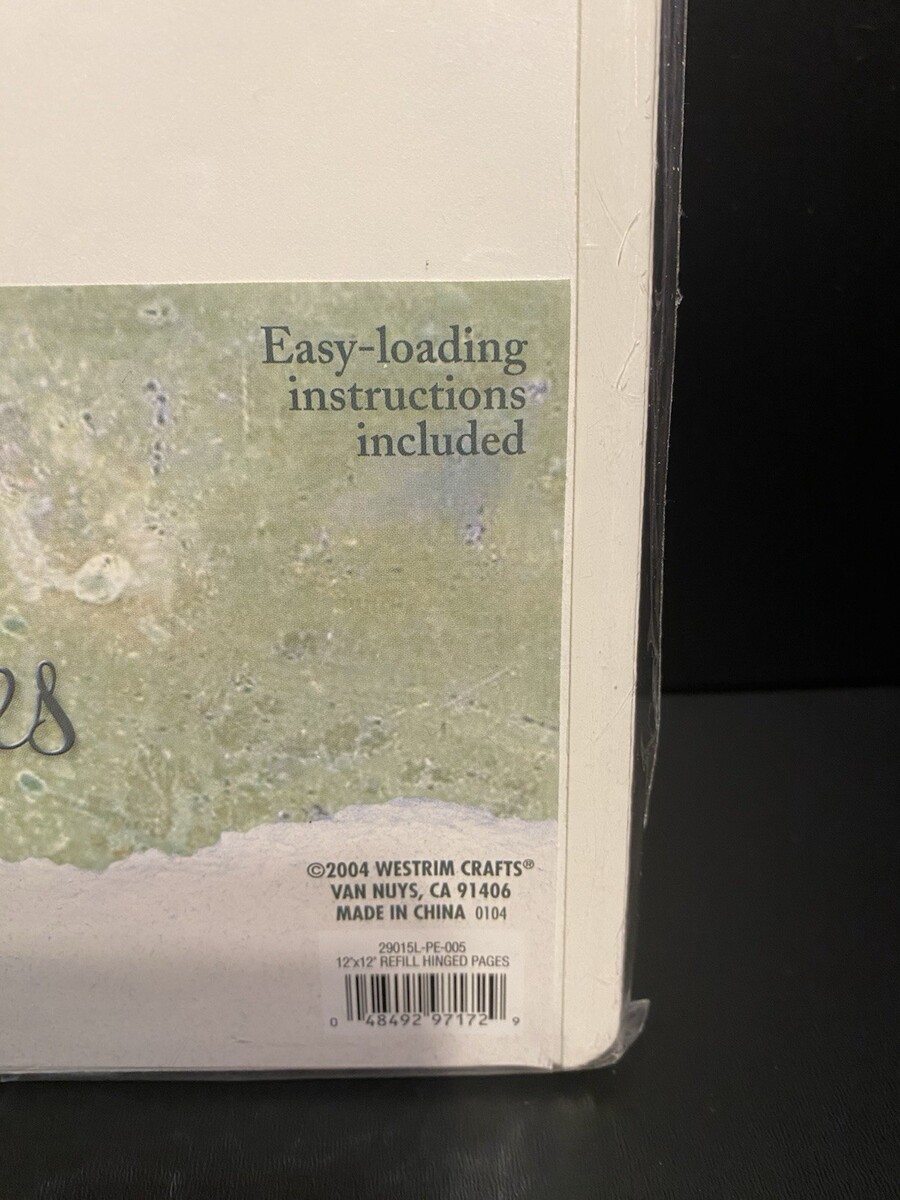 Easy-loading
instructions
included
es
©2004 WESTRIM CRAFTS®
VAN NUYS, CA 91406
MADE IN CHINA 0104
29015L-PE-005
12"x12" REFILL HINGED PAGES
0 48492 97172 9